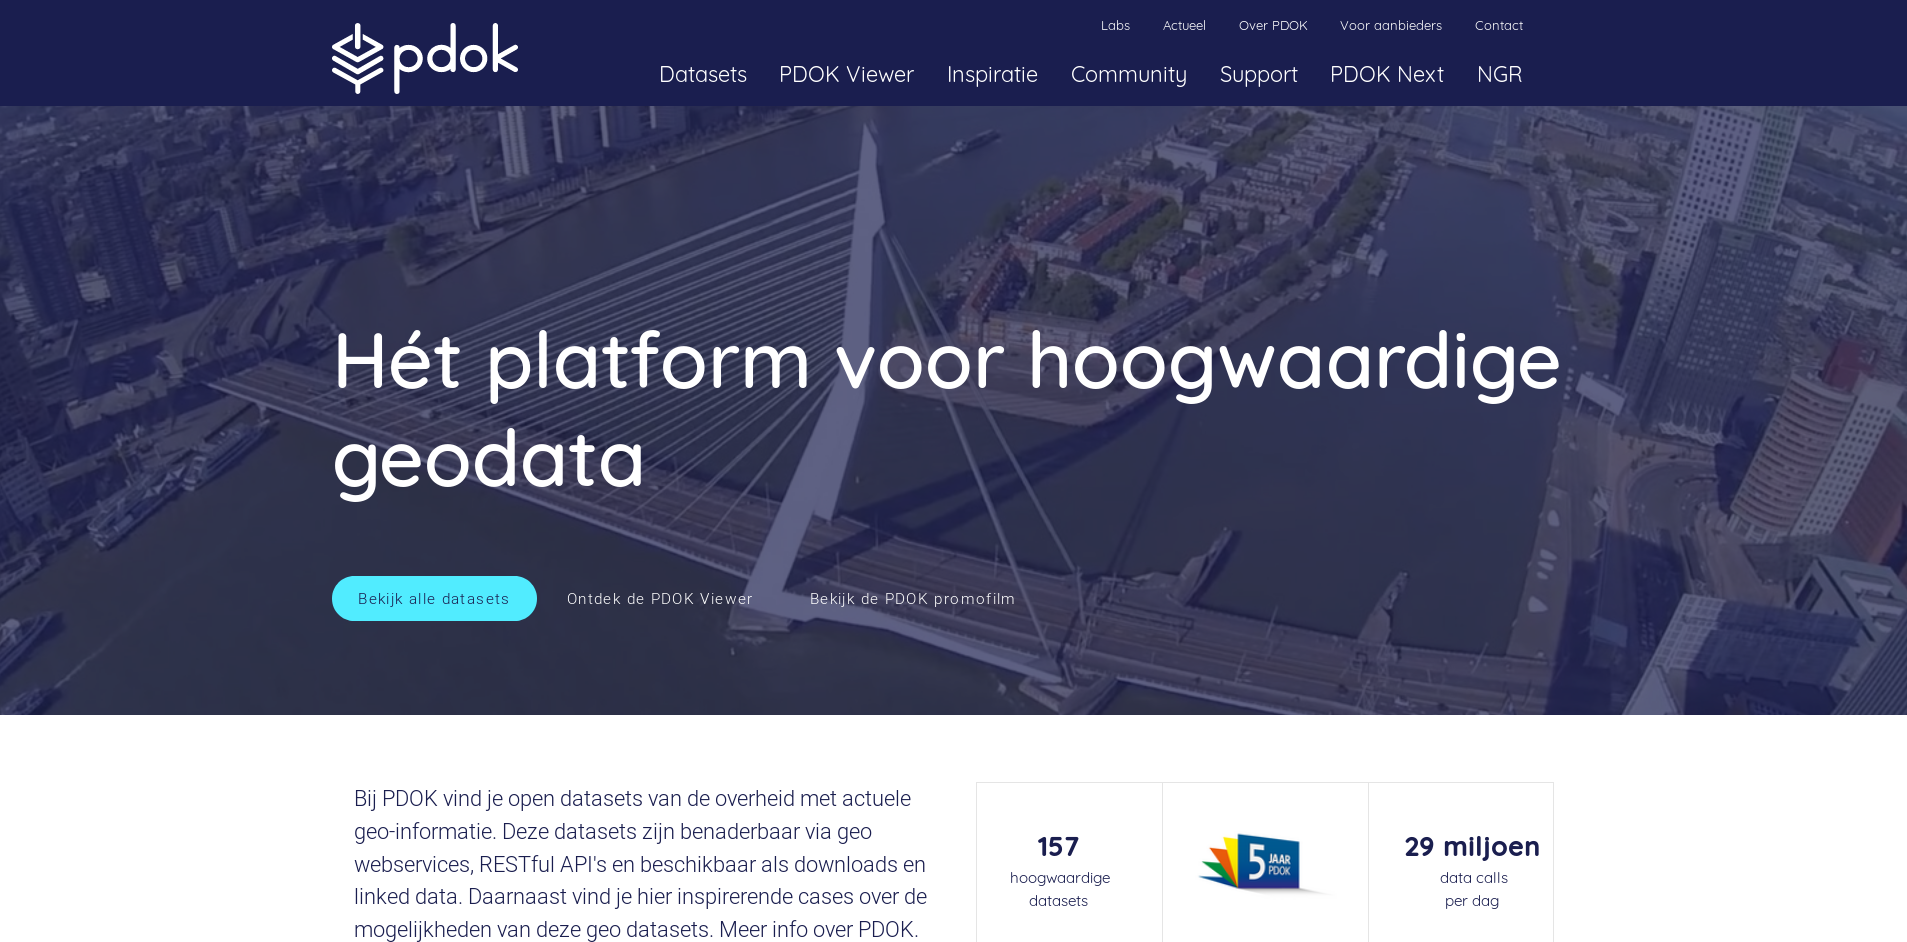 Labs Actueel Over PDOK Voor aanbieders Contact
pdok
Datasets PDOK Viewer Inspiratie Community Support PDOK Next NGR
Hét platform voor hoogwaardige
geodata
Bekijk alle datasets Ontdek de PDOK Viewer Bekijk de PDOK promofilm
Bij PDOK vind je open datasets van de overheid met actuele
geo-informatie. Deze datasets zijn benaderbaar via geo
webservices, RESTful API's en beschikbaar als downloads en
linked data. Daarnaast vind je hier inspirerende cases over de
mogelijkheden van deze geo datasets. Meer info over PDOK.
157
hoogwaardige
datasets
5 JAAR
PDOK
29 miljoen
data calls
per dag